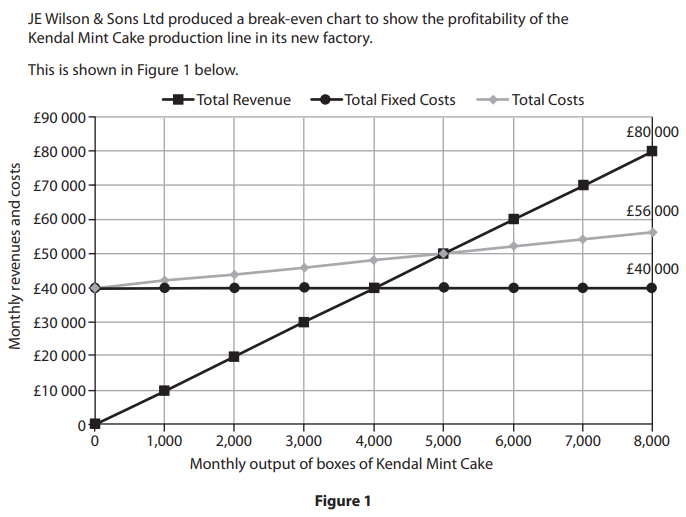 JE Wilson & Sons Ltd produced a break-even chart to show the profitability of the
Kendal Mint Cake production line in its new factory.
This is shown in Figure 1 below.
Total Revenue Total Fixed Costs Total Costs
Monthly revenues and costs
£90 000
£80 000
£70 000
£60 000
£50 000
£40 000
£30 000
£20 000
£10 000
0
£80 000
£56 000
£40 000
0 1,000 2,000 3,000 4,000 5,000 6,000 7,000 8,000
Monthly output of boxes of Kendal Mint Cake
Figure 1